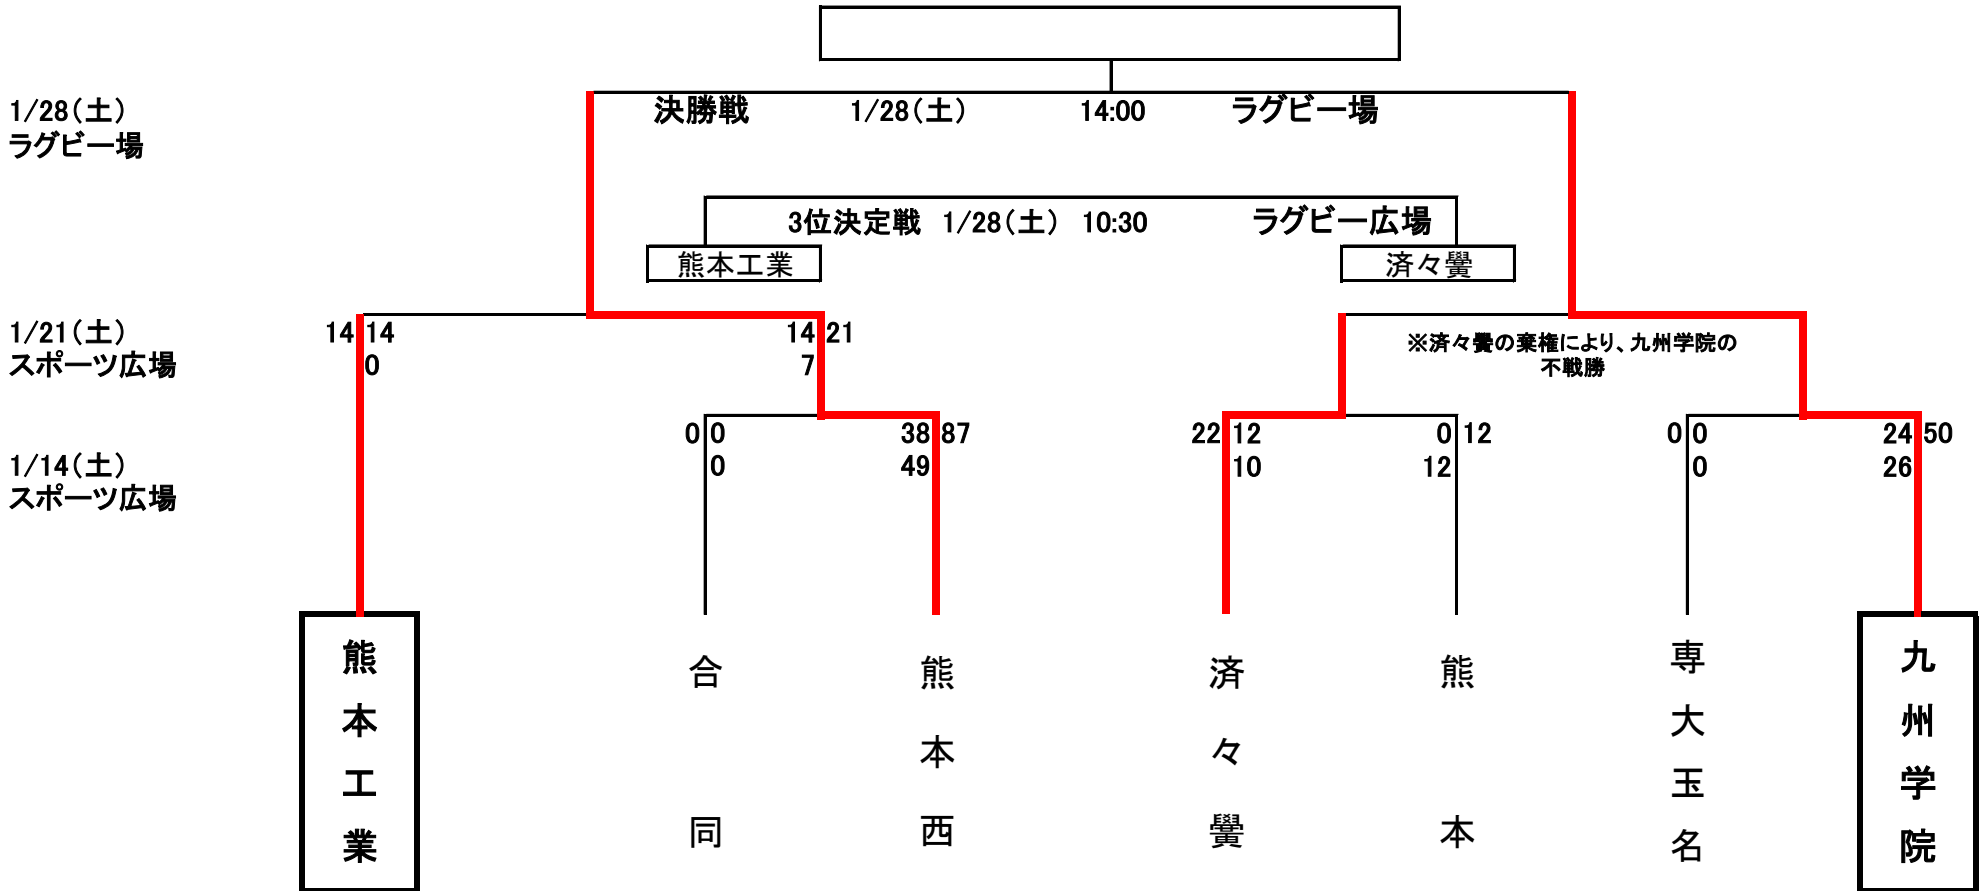 1/28(土)
ラグビー場
決勝戦 1/28(土) 14:00 ラグビー場
3位決定戦 1/28(土) 10:30 ラグビー広場
熊本工業
済々黌
1/21(土)
スポーツ広場
14 14
0
14 21
7
※済々黌の棄権により、九州学院の
不戦勝
1/14(土)
スポーツ広場
0 0
0
38 87
49
22 12
10
0 12
12
0 0
0
24 50
26
熊本工業
合同
熊本西
済々黌
熊本
専大玉名
九州学院